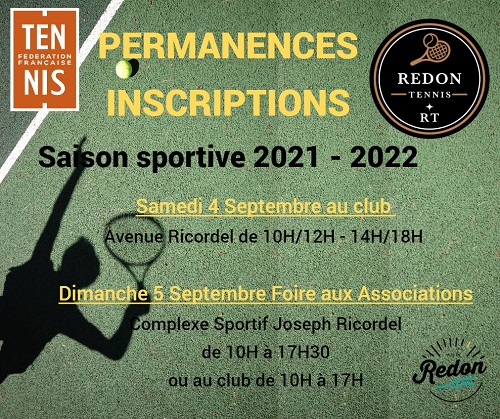 TEN
FEDERATION
FRANÇAISE
NIS
PERMANENCES
INSCRIPTIONS
REDON
TENNIS
RT
Saison sportive 2021 - 2022
Samedi 4 Septembre au club
Avenue Ricordel de 10H/12H - 14H/18H
Dimanche 5 Septembre Foire aux Associations
Complexe Sportif Joseph Ricordel
de 10H à 17H30
ou au club de 10H à 17H
Redon